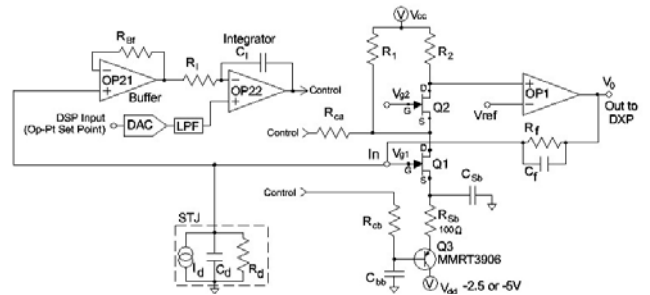 V_cc
R_Bf
Integrator
C_I
R_I
R_1
R_2
OP21
OP22
Control
Buffer
D
OP1
V_0
V_g2
G
Q2
S
Out to
DXP
DSP Input
(Op-Pt Set Point)
DAC
LPF
R_ca
Vref
Control
R_f
In
V_g1
D
G
Q1
S
C_f
C_Sb
Control
STJ
R_Sb
100Ω
R_cb
Q3
MMRT3906
I_d
C_d
R_d
C_bb
V
V_dd -2.5 or -5V